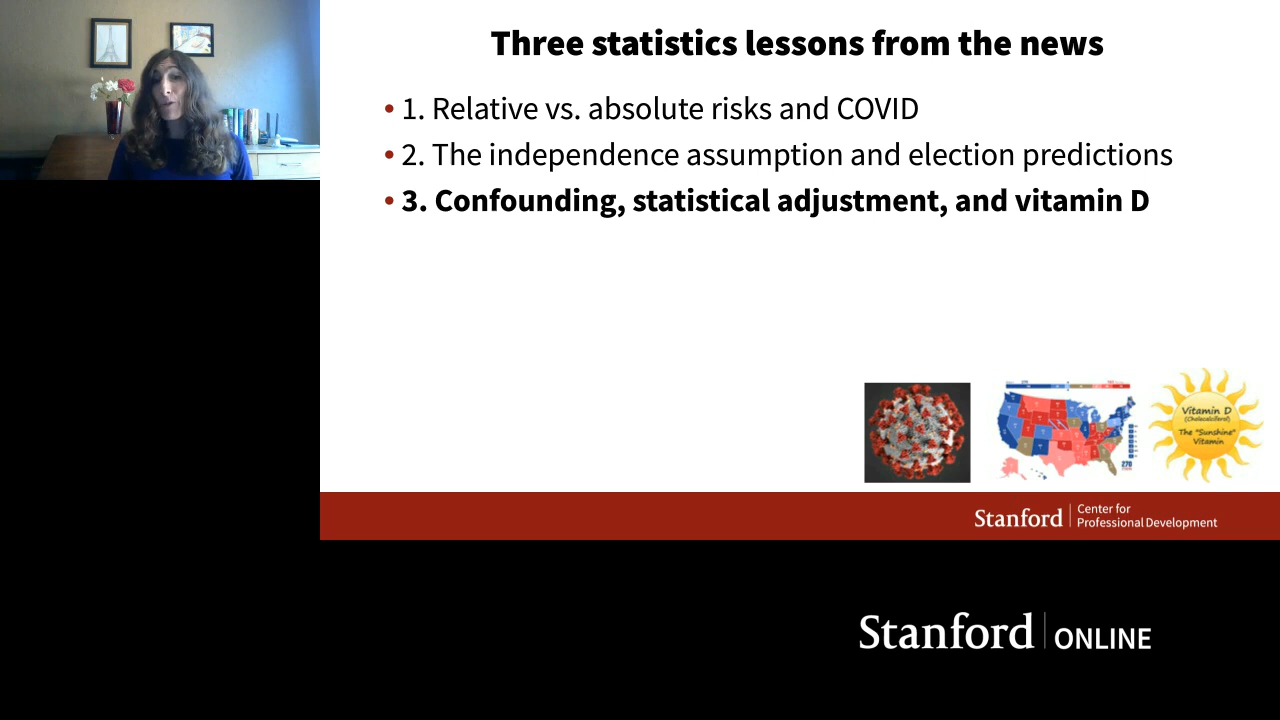 Three statistics lessons from the news
• 1. Relative vs. absolute risks and COVID
• 2. The independence assumption and election predictions
• 3. Confounding, statistical adjustment, and vitamin D
Vitamin D
(Cholecalciferol)
The "Sunshine"
Vitamin
270
Stanford
Center for
Professional Development
Stanford ONLINE